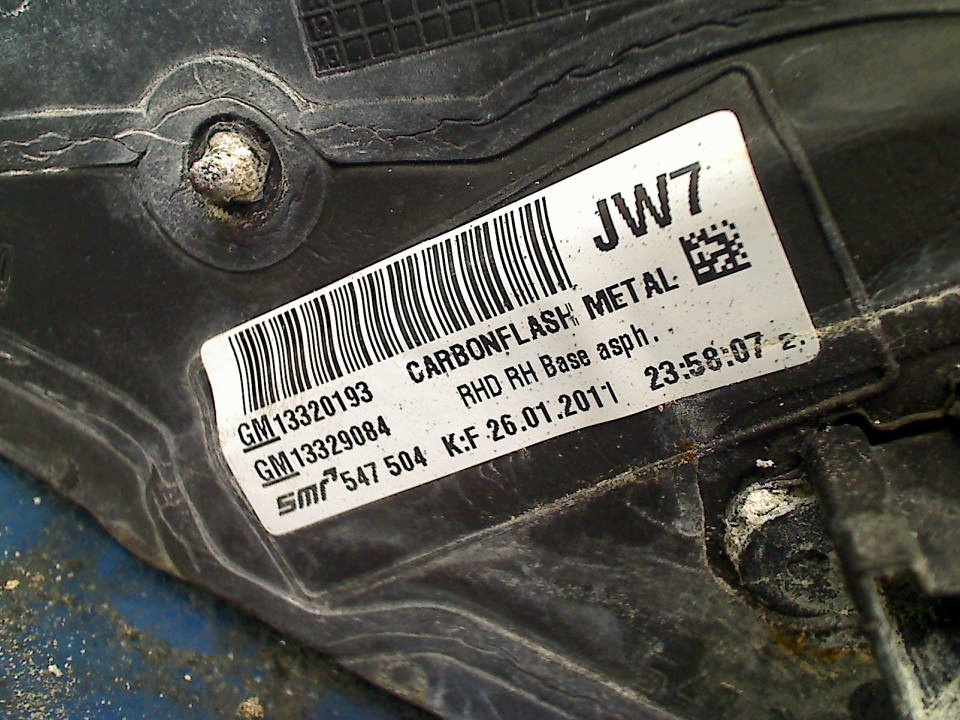 JW7
CARBONFLASH METAL
RHD RH Base asph.
GM13320193
GM13329084
smr 547 504 K:F 26.01.2011 23:58:07 2.